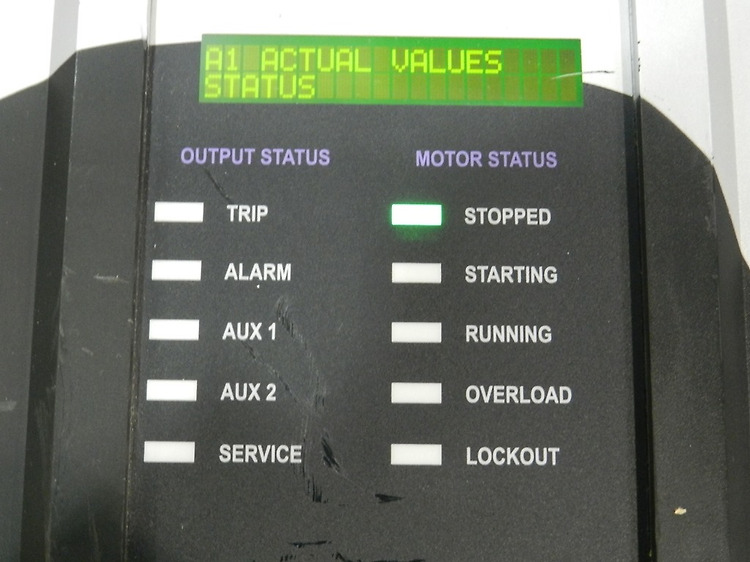 A1 ACTUAL VALUES
STATUS
OUTPUT STATUS
TRIP
ALARM
AUX 1
AUX 2
SERVICE
MOTOR STATUS
STOPPED
STARTING
RUNNING
OVERLOAD
LOCKOUT